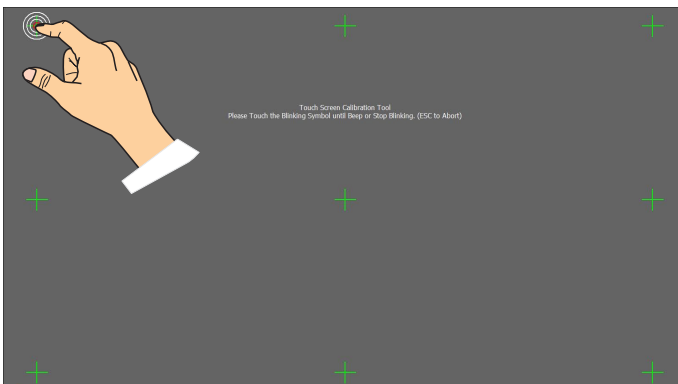 Touch Screen Calibration Tool
Please Touch the Blinking Symbol until Beep or Stop Blinking. (ESC to Abort)